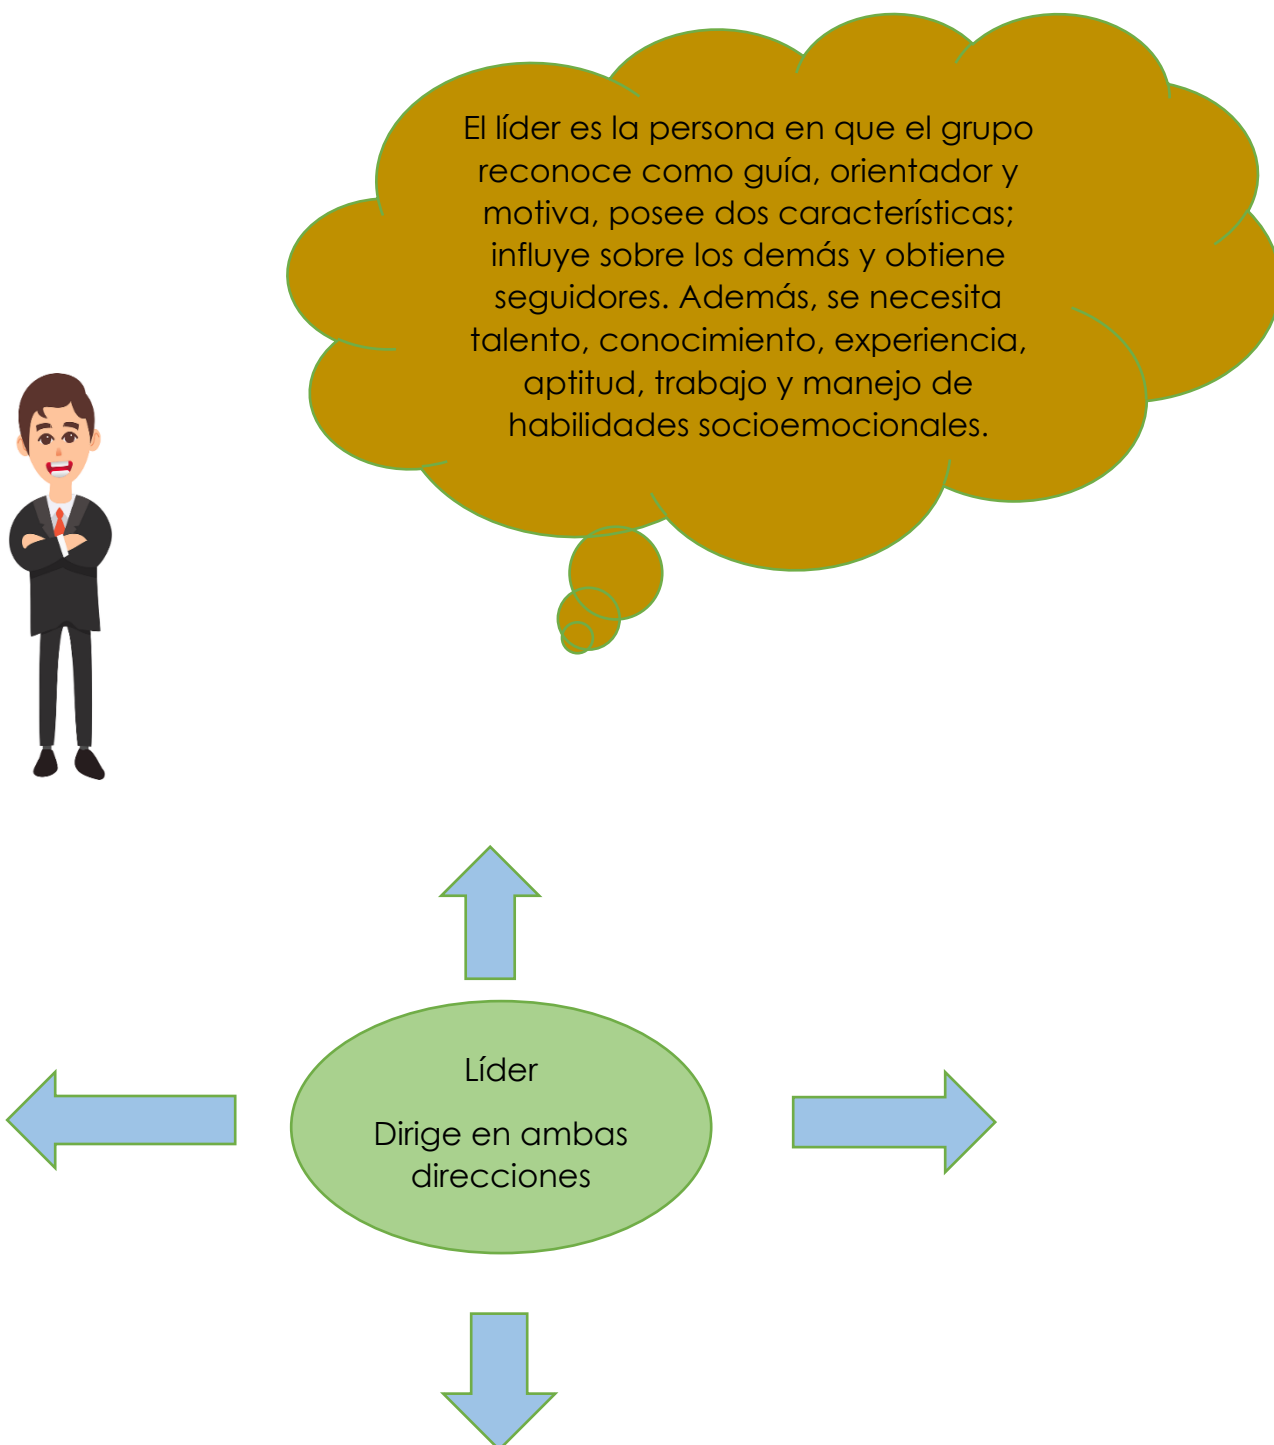 El líder es la persona en que el grupo
reconoce como guía, orientador y
motiva, posee dos características;
influye sobre los demás y obtiene
seguidores. Además, se necesita
talento, conocimiento, experiencia,
aptitud, trabajo y manejo de
habilidades socioemocionales.
Líder
Dirige en ambas
direcciones